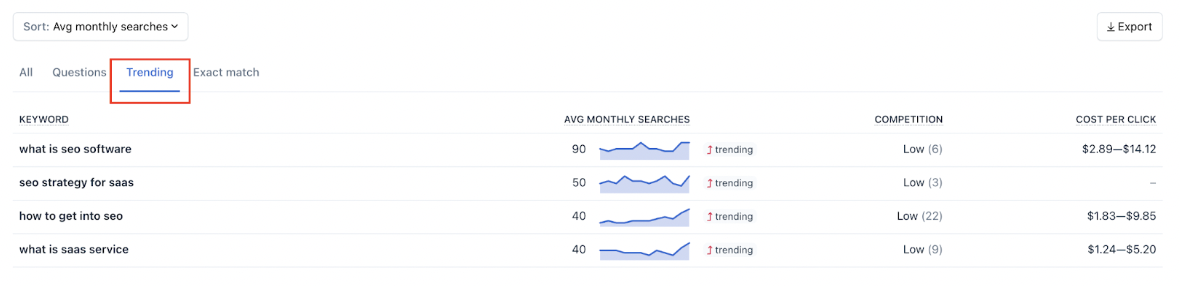 Sort: Avg monthly searches
Export
All Questions Trending Exact match
KEYWORD AVG MONTHLY SEARCHES COMPETITION COST PER CLICK
what is seo software 90 trending Low (6) $2.89—$14.12
seo strategy for saas 50 trending Low (3) –
how to get into seo 40 trending Low (22) $1.83—$9.85
what is saas service 40 trending Low (9) $1.24—$5.20